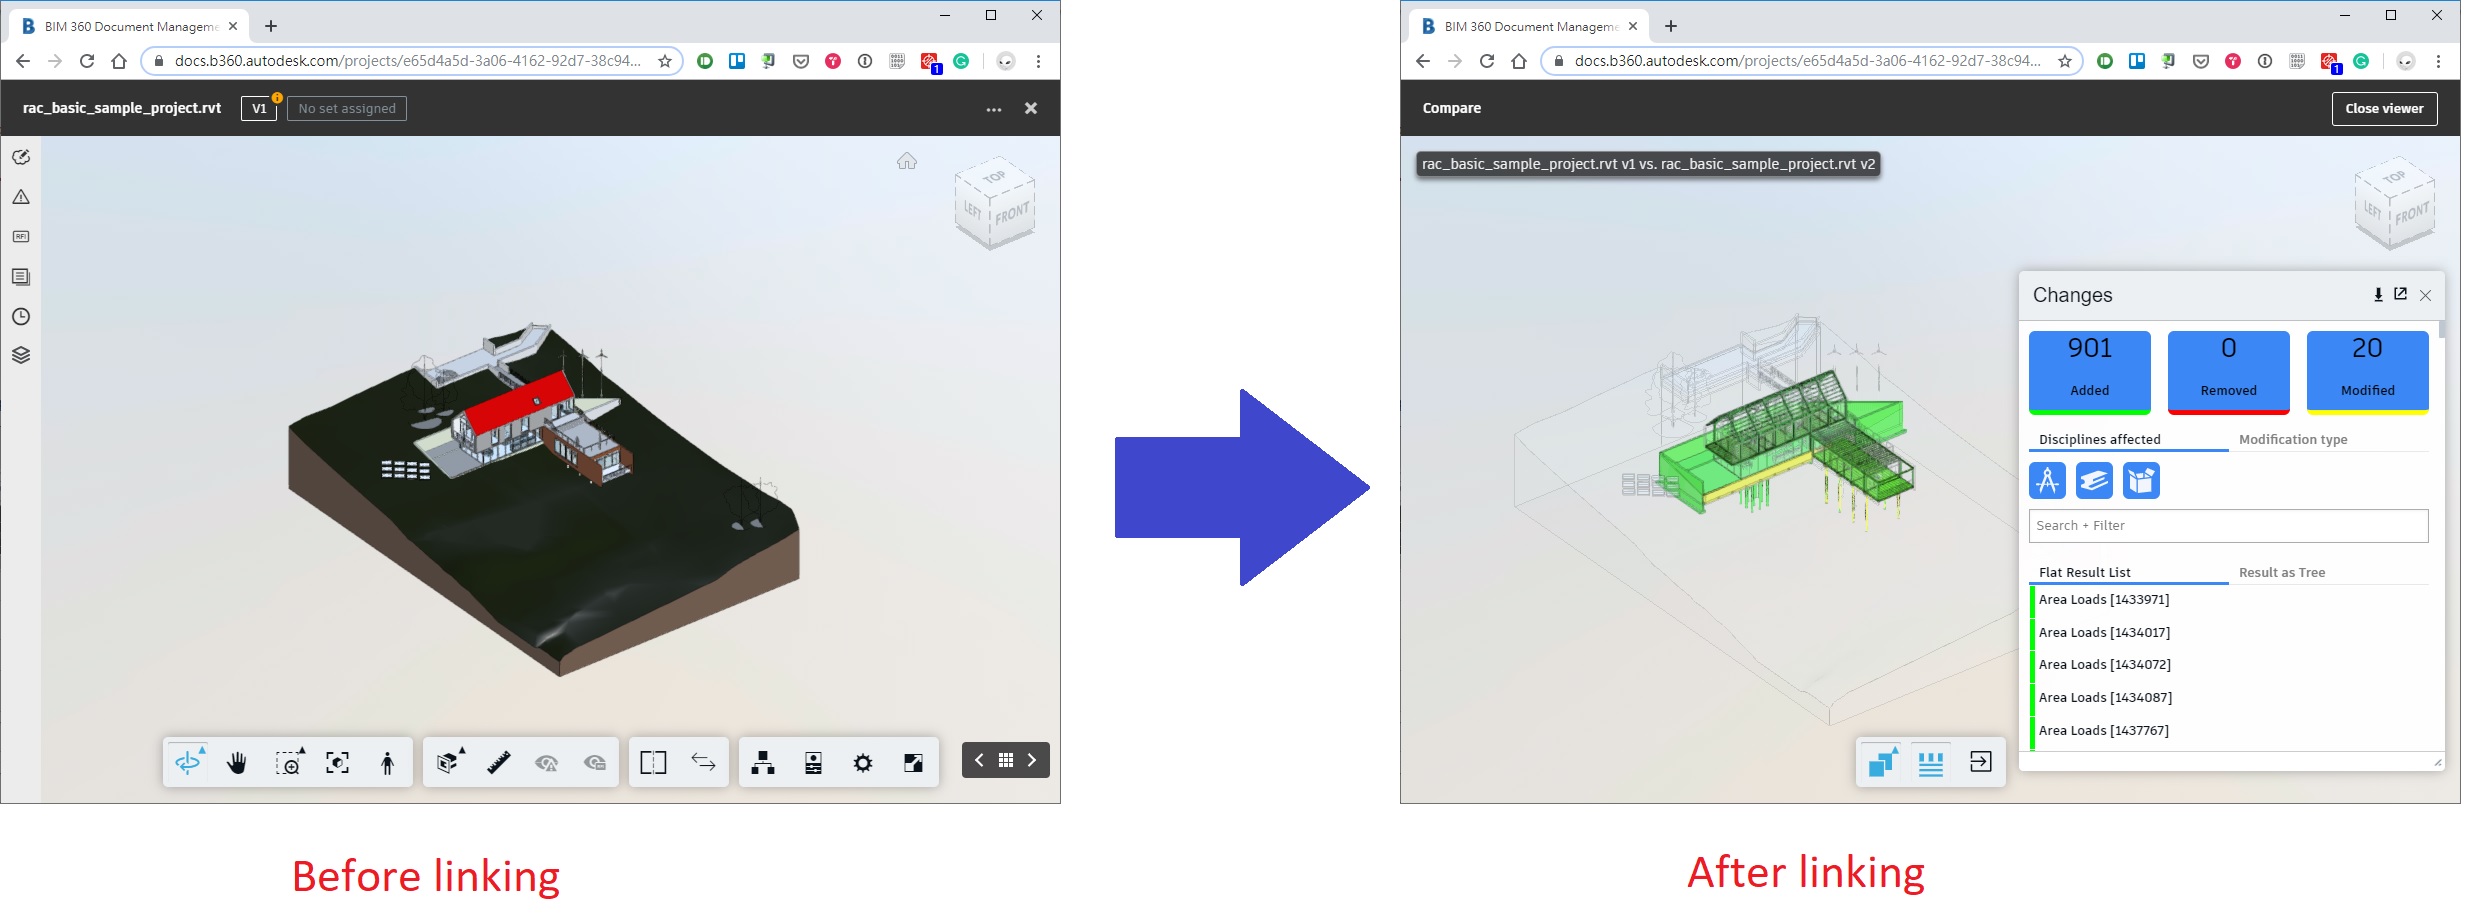 BIM 360 Document Manageme
docs.b360.autodesk.com/projects/e65d4a5d-3a06-4162-92d7-38c94...
1
rac_basic_sample_project.rvt V1 No set assigned
RFI
TOP
LEFT FRONT
Before linking
BIM 360 Document Manageme
docs.b360.autodesk.com/projects/e65d4a5d-3a06-4162-92d7-38c94...
1
Compare Close viewer
rac_basic_sample_project.rvt v1 vs. rac_basic_sample_project.rvt v2
TOP
LEFT FRONT
Changes
901 0 20
Added Removed Modified
Disciplines affected Modification type
Search + Filter
Flat Result List Result as Tree
Area Loads [1433971]
Area Loads [1434017]
Area Loads [1434072]
Area Loads [1434087]
Area Loads [1437767]
After linking